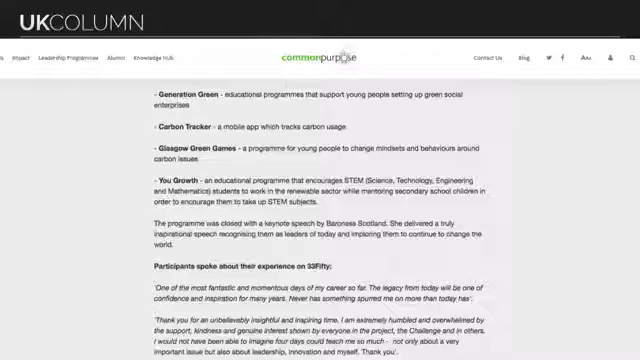 UKCOLUMN
Impact Leadership Programmes Alumni Knowledge Hub commonpurpose Contact Us Blog
- Generation Green - educational programmes that support young people setting up green social
enterprises
- Carbon Tracker - a mobile app which tracks carbon usage
- Glasgow Green Games - a programme for young people to change mindsets and behaviours around
carbon issues
- You Growth - an educational programme that encourages STEM (Science, Technology, Engineering
and Mathematics) students to work in the renewable sector while mentoring secondary school children in
order to encourage them to take up STEM subjects.
The programme was closed with a keynote speech by Baroness Scotland. She delivered a truly
inspirational speech recognising them as leaders of today and imploring them to continue to change the
world.
Participants spoke about their experience on 33Fifty:
'One of the most fantastic and momentous days of my career so far. The legacy from today will be one of
confidence and inspiration for many years. Never has something spurred me on more than today has'.
'Thank you for an unbelievably insightful and inspiring time. I am extremely humbled and overwhelmed by
the support, kindness and genuine interest shown by everyone in the project, the Challenge and in others.
I would not have been able to imagine four days could teach me so much - not only about a very
important issue but also about leadership, innovation and myself. Thank you'.